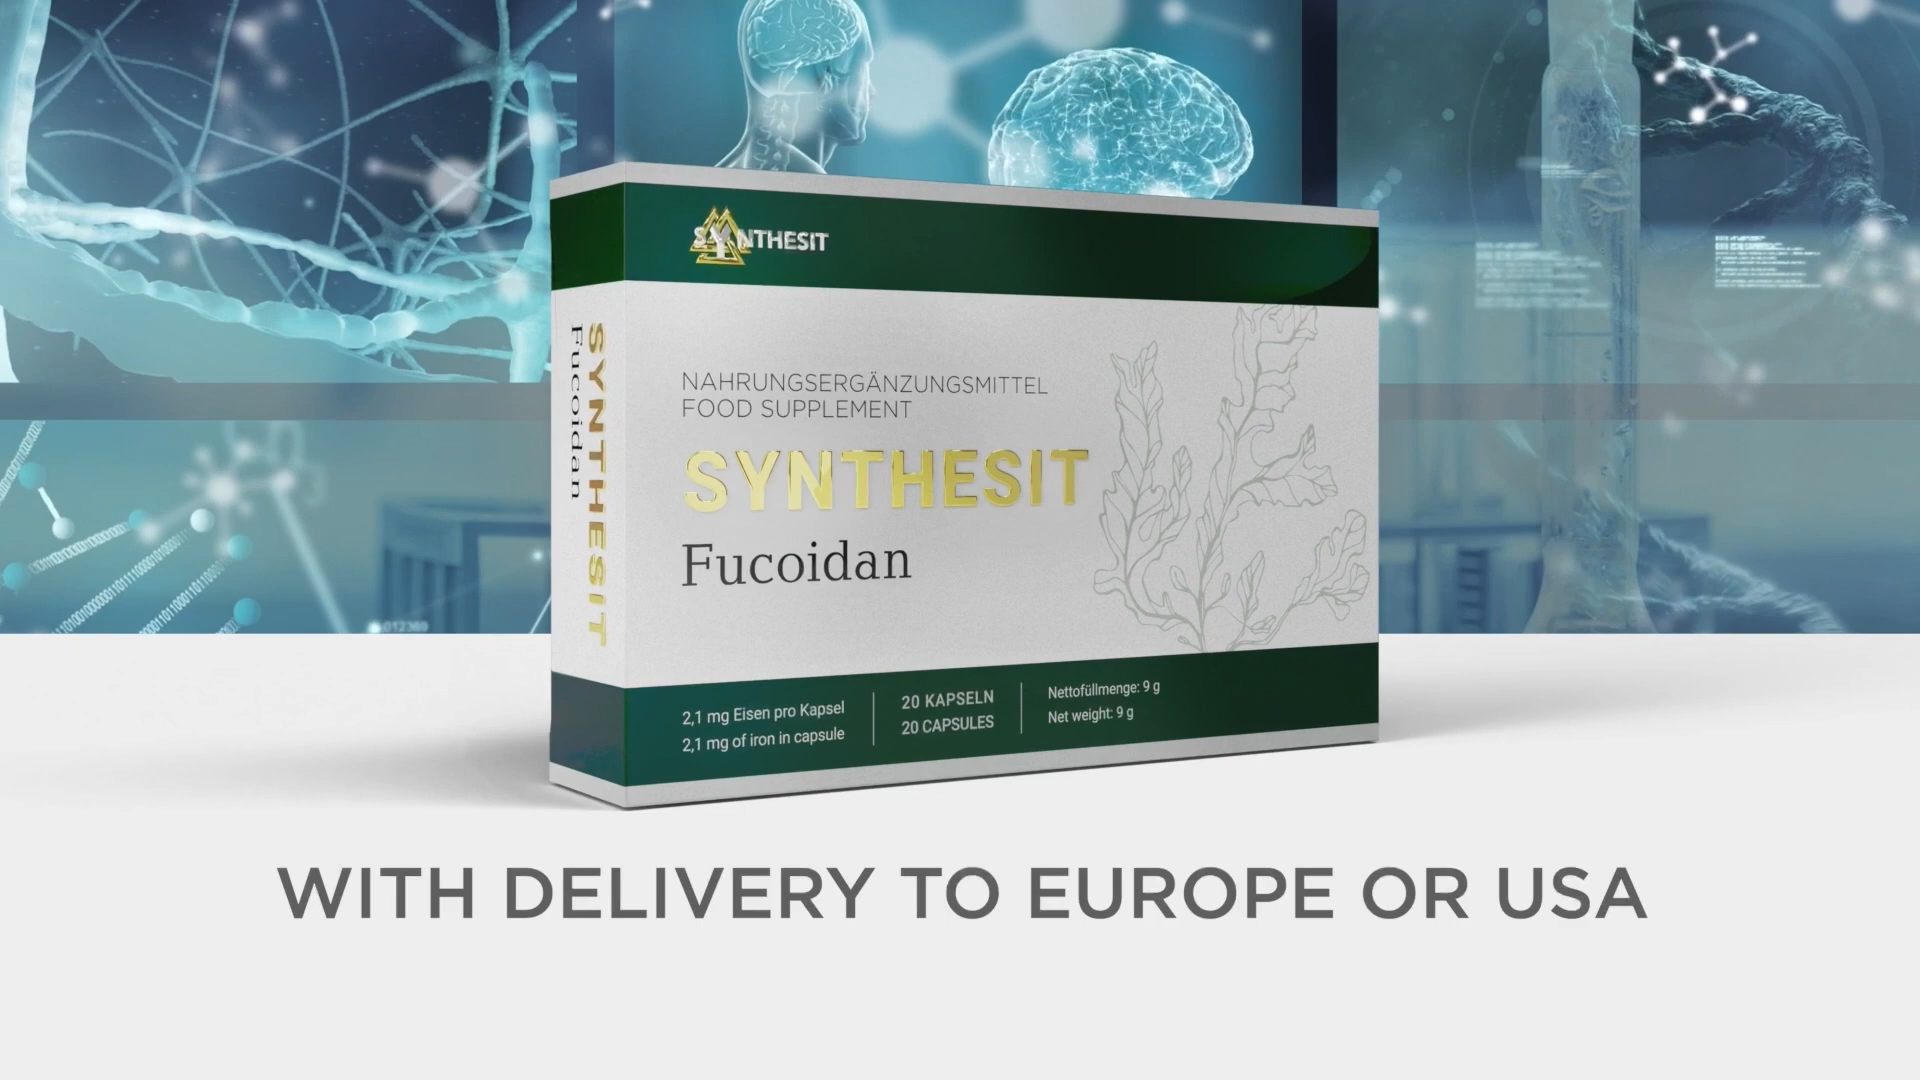 SYNTHESIT
NAHRUNGSERGÄNZUNGSMITTEL
FOOD SUPPLEMENT
SYNTHESIT
Fucoidan
SYNTHESIT
Fucoidan
2,1 mg Eisen pro Kapsel
2,1 mg of iron in capsule
20 KAPSELN
20 CAPSULES
Nettofüllmenge: 9 g
Net weight: 9 g
WITH DELIVERY TO EUROPE OR USA